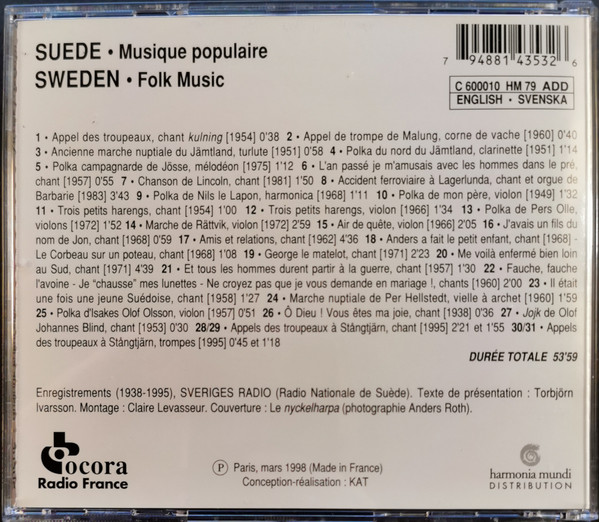 SUEDE • Musique populaire
SWEDEN • Folk Music
7 94881 43532 6
C 600010 HM 79 ADD
ENGLISH • SVENSKA
1 • Appel des troupeaux, chant kulning [1954] 0'38 2 • Appel de trompe de Malung, corne de vache [1960] 0'40
3 • Ancienne marche nuptiale du Jämtland, turlute [1951] 0'58 4 • Polka du nord du Jämtland, clarinette [1951] 1'14
5 • Polka campagnarde de Jösse, mélodéon [1975] 1'12 6 • L'an passé je m'amusais avec les hommes dans le pré,
chant [1957] 0'55 7 • Chanson de Lincoln, chant [1981] 1'50 8 • Accident ferroviaire à Lagerlunda, chant et orgue de
Barbarie [1983] 3'43 9 • Polka de Nils le Lapon, harmonica [1968] 1'11 10 • Polka de mon père, violon [1949] 1'32
11 • Trois petits harengs, chant [1954] 1'00 12 • Trois petits harengs, violon [1966] 1'34 13 • Polka de Pers Olle,
violons [1972] 1'52 14 • Marche de Rättvik, violon [1972] 2'59 15 • Air de quête, violon [1966] 2'05 16 • J'avais un fils du
nom de Jon, chant [1968] 0'59 17 • Amis et relations, chant [1962] 4'36 18 • Anders a fait le petit enfant, chant [1968] -
Le Corbeau sur un poteau, chant [1968] 1'08 19 • George le matelot, chant [1971] 2'23 20 • Me voilà enfermé bien loin
au Sud, chant [1971] 4'39 21 • Et tous les hommes durent partir à la guerre, chant [1957] 1'30 22 • Fauche, fauche
l'avoine - Je "chausse" mes lunettes - Ne croyez pas que je vous demande en mariage !, chants [1960] 2'00 23 • Il était
une fois une jeune Suédoise, chant [1958] 1'27 24 • Marche nuptiale de Per Hellstedt, vielle à archet [1960] 1'59
25 • Polka d'Isakes Olof Olsson, violon [1957] 0'51 26 • Ô Dieu ! Vous êtes ma joie, chant [1938] 0'36 27 • Jojk de Olof
Johannes Blind, chant [1953] 0'30 28/29 • Appels des troupeaux à Stångtjärn, chant [1995] 2'21 et 1'55 30/31 • Appels
des troupeaux à Stångtjärn, trompes [1995] 0'45 et 1'18
DURÉE TOTALE 53'59
Enregistrements (1938-1995), SVERIGES RADIO (Radio Nationale de Suède). Texte de présentation : Torbjörn
Ivarsson. Montage : Claire Levasseur. Couverture : Le nyckelharpa (photographie Anders Roth).
ocora
Radio France
Ⓟ Paris, mars 1998 (Made in France)
Conception-réalisation : KAT
harmonia mundi
DISTRIBUTION